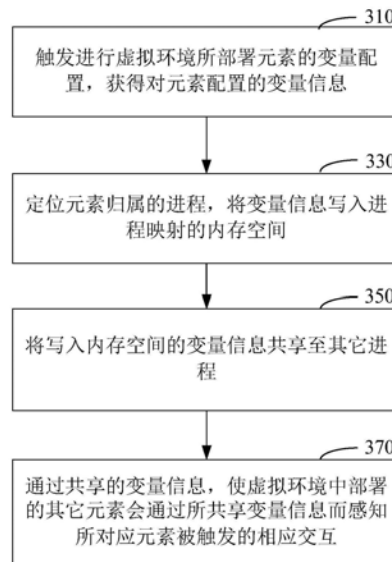 310
触发进行虚拟环境所部署元素的变量配
置，获得对元素配置的变量信息
330
定位元素归属的进程，将变量信息写入进
程映射的内存空间
350
将写入内存空间的变量信息共享至其它进
程
370
通过共享的变量信息，使虚拟环境中部署
的其它元素会通过所共享变量信息而感知
所对应元素被触发的相应交互